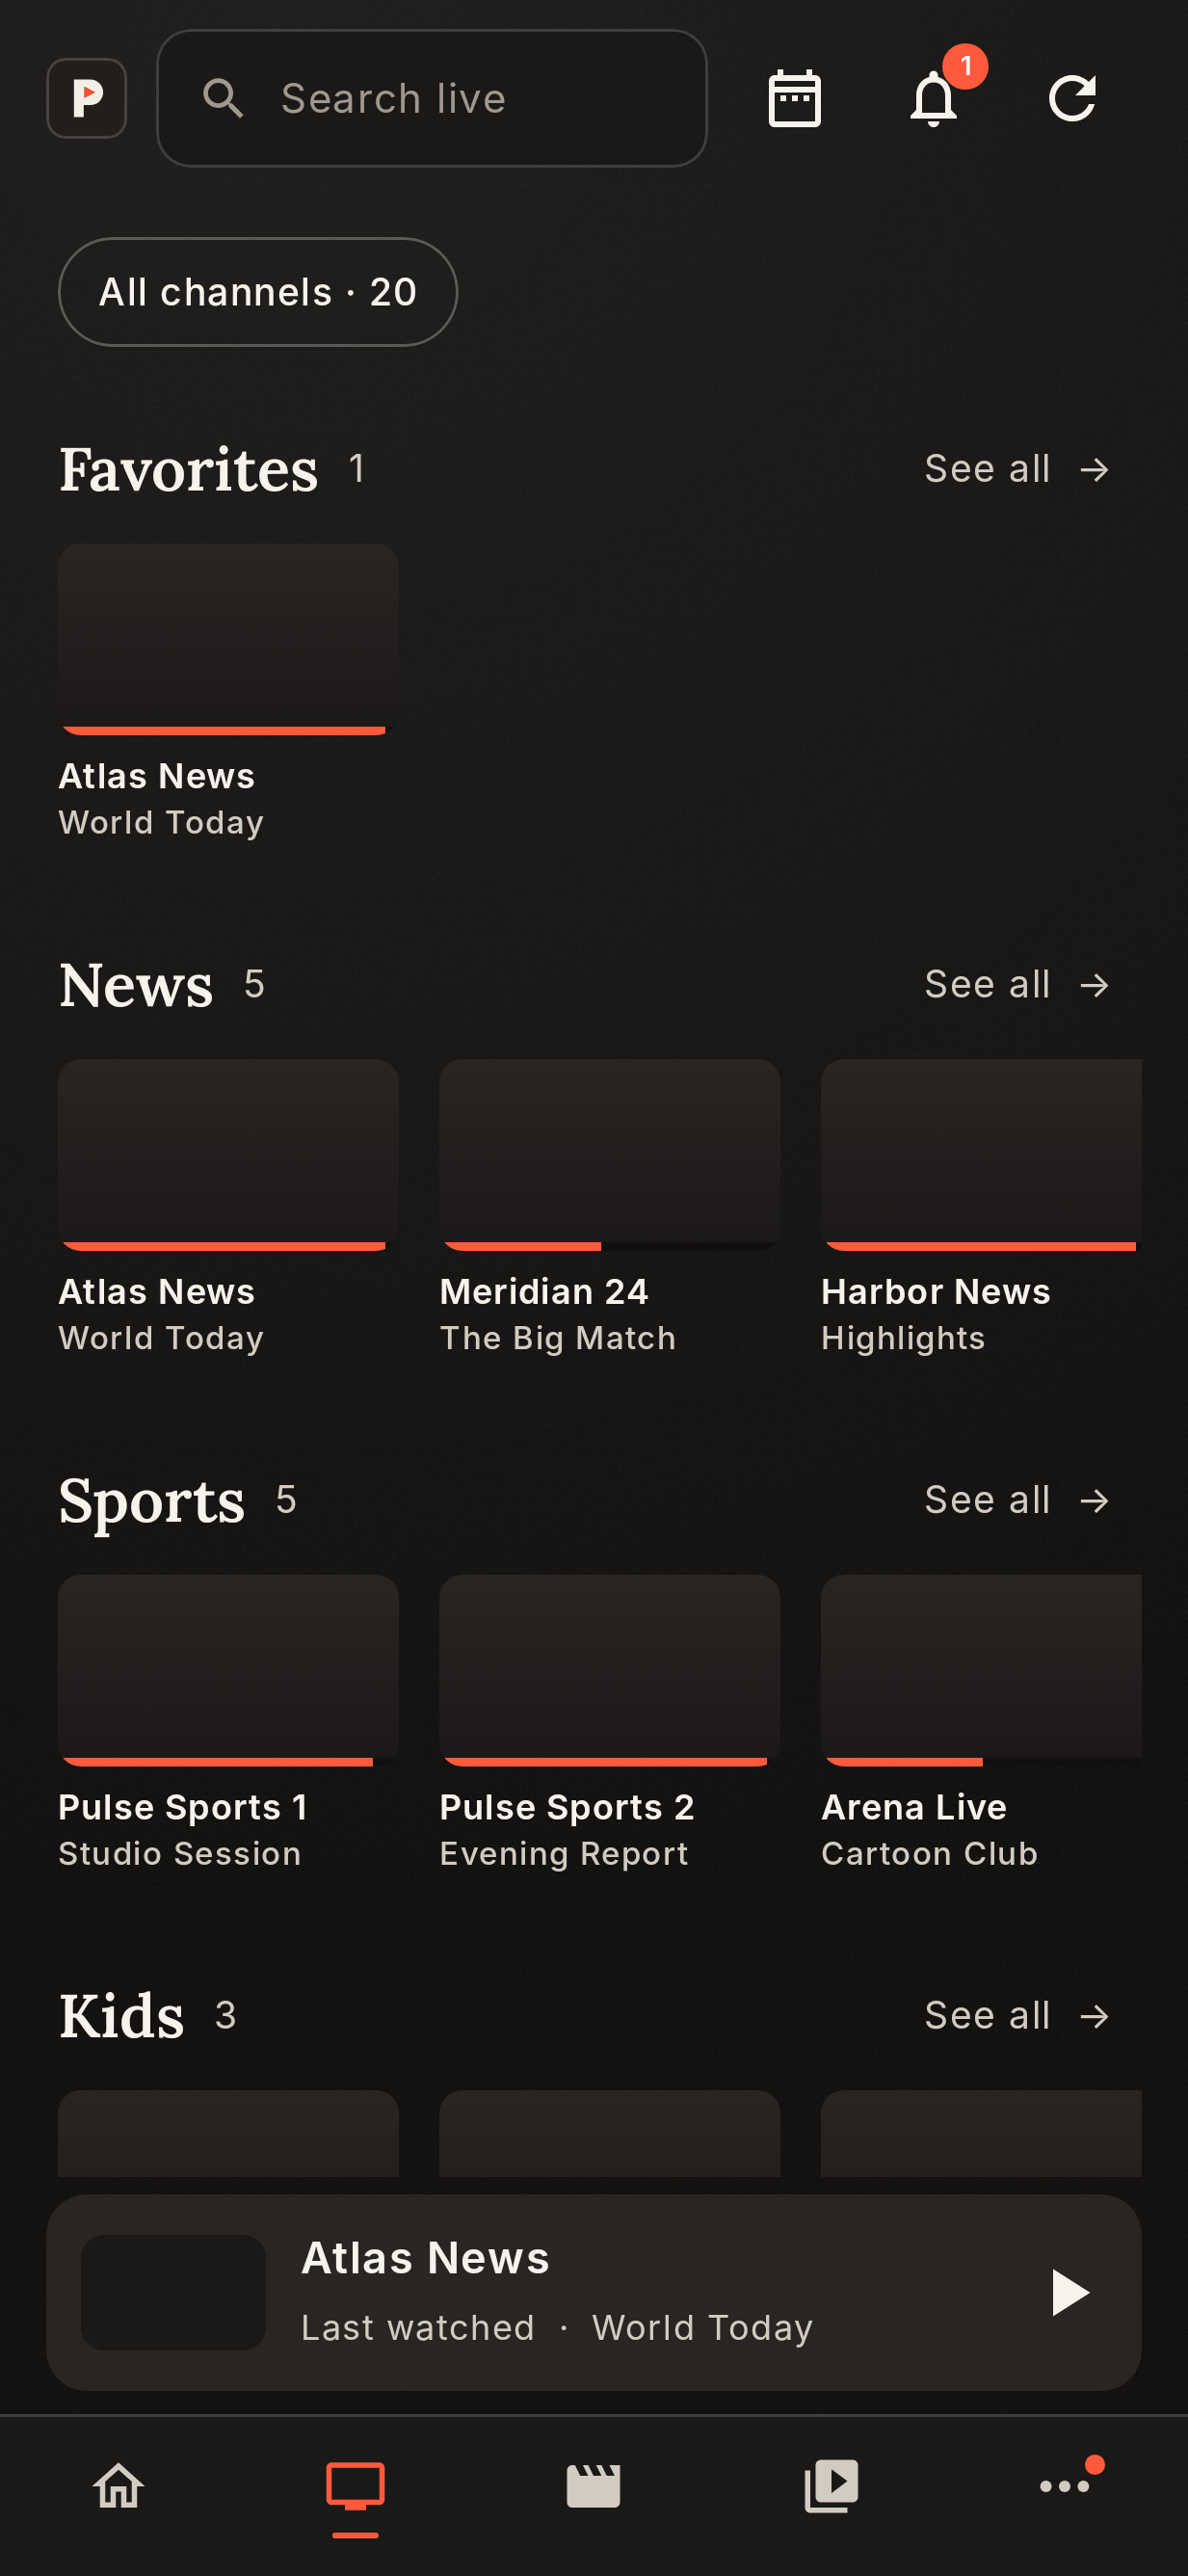 P
Search live
1
All channels · 20
Favorites 1
See all →
Atlas News
World Today
News 5
See all →
Atlas News
World Today
Meridian 24
The Big Match
Harbor News
Highlights
Sports 5
See all →
Pulse Sports 1
Studio Session
Pulse Sports 2
Evening Report
Arena Live
Cartoon Club
Kids 3
See all →
Atlas News
Last watched · World Today